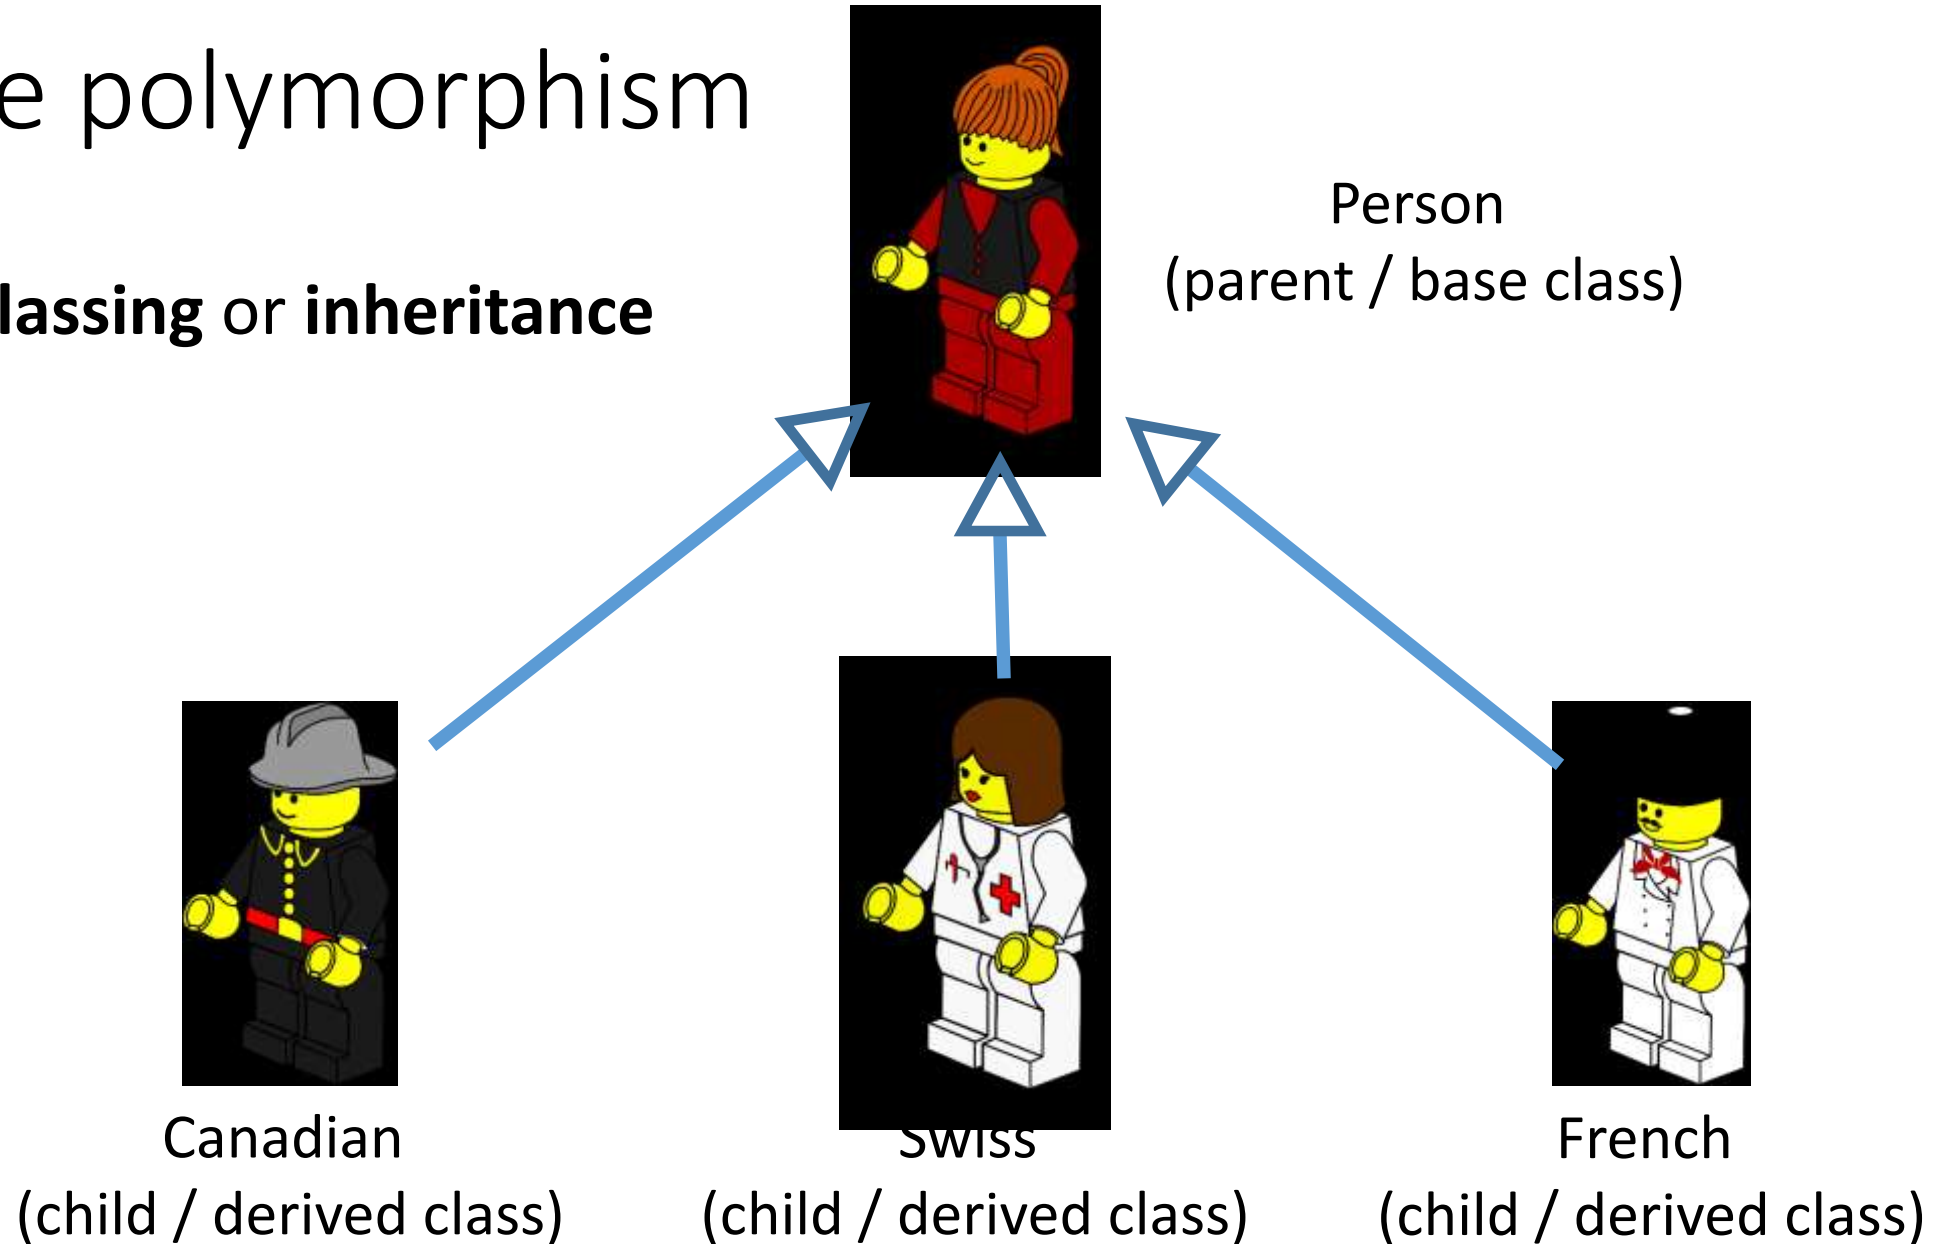 e polymorphism
lassing or inheritance
Person
(parent / base class)
Canadian
(child / derived class)
Swiss
(child / derived class)
French
(child / derived class)